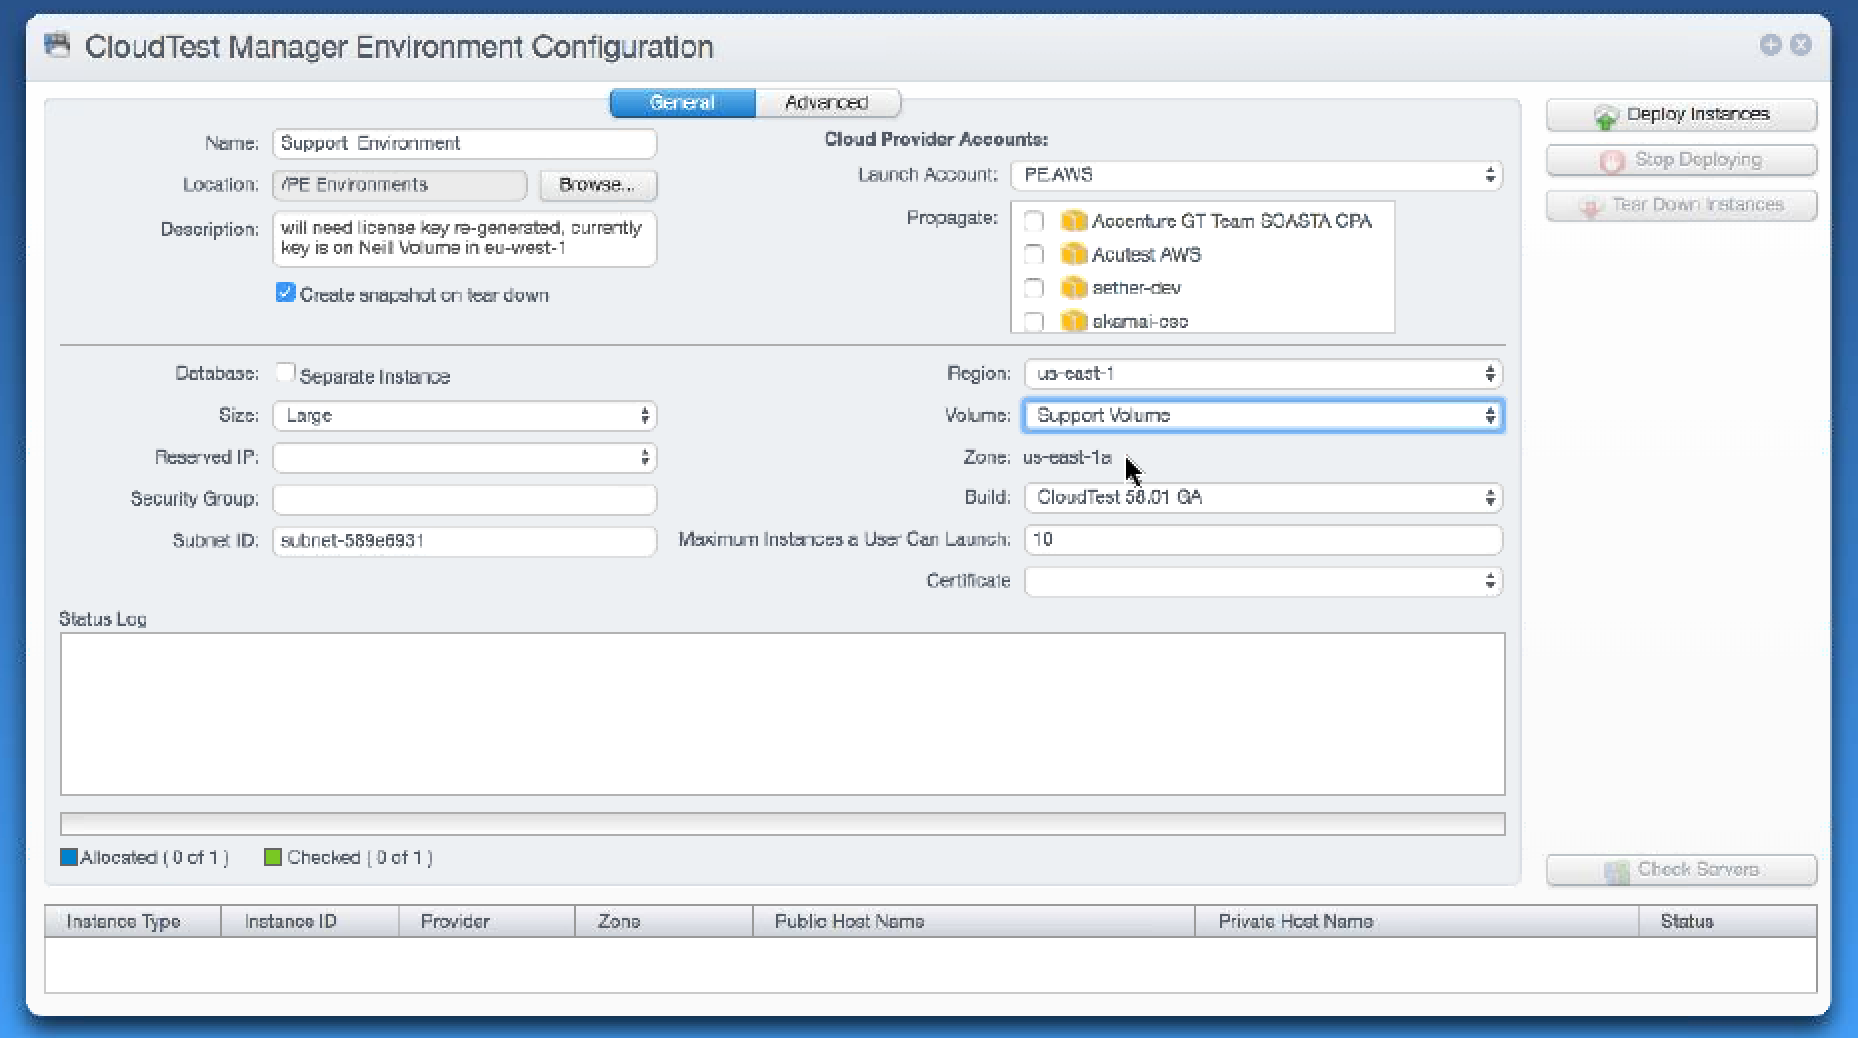 CloudTest Manager Environment Configuration
General
Advanced
Name:
Support Environment
Location:
/PE Environments
Browse...
Description:
will need license key re-generated, currently
key is on Neill Volume in eu-west-1
Create snapshot on tear down
Cloud Provider Accounts:
Launch Account:
PE AWS
Propagate:
Accenture GT Team SOASTA CPA
Acutest AWS
aether-dev
akamai-csc
Deploy Instances
Stop Deploying
Tear Down Instances
Database:
Separate Instance
Size:
Large
Reserved IP:
Security Group:
Subnet ID:
subnet-589e6931
Region:
us-east-1
Volume:
Support Volume
Zone:
us-east-1a
Build:
CloudTest 58.01 GA
Maximum Instances a User Can Launch:
10
Certificate
Status Log
Allocated ( 0 of 1 )
Checked ( 0 of 1 )
Check Servers
Instance Type
Instance ID
Provider
Zone
Public Host Name
Private Host Name
Status